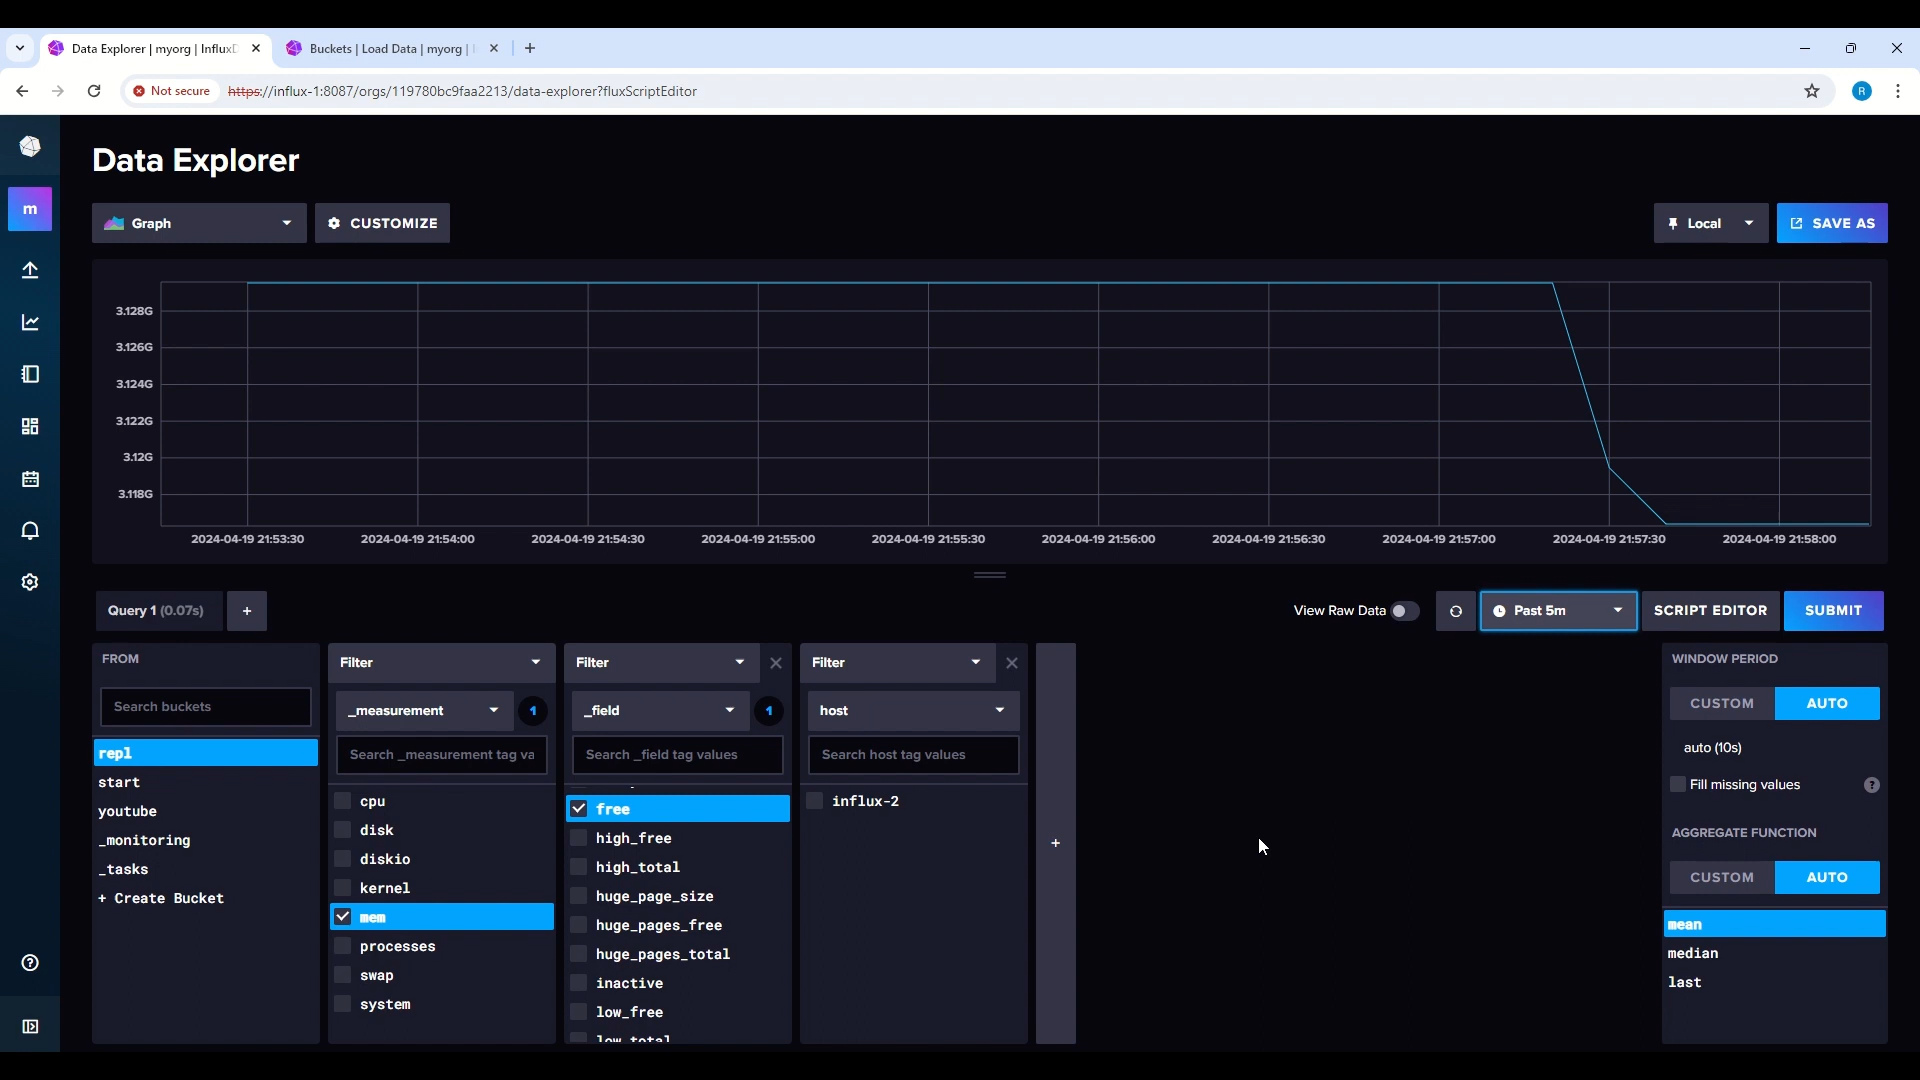 Data Explorer | myorg | InfluxD
Buckets | Load Data | myorg |
Not secure
https://influx-1:8087/orgs/119780bc9faa2213/data-explorer?fluxScriptEditor
R
m
Data Explorer
Graph
CUSTOMIZE
Local
SAVE AS
3.128G
3.126G
3.124G
3.122G
3.12G
3.118G
2024-04-19 21:53:30
2024-04-19 21:54:00
2024-04-19 21:54:30
2024-04-19 21:55:00
2024-04-19 21:55:30
2024-04-19 21:56:00
2024-04-19 21:56:30
2024-04-19 21:57:00
2024-04-19 21:57:30
2024-04-19 21:58:00
Query 1 (0.07s)
+
View Raw Data
Past 5m
SCRIPT EDITOR
SUBMIT
FROM
Search buckets
repl
start
youtube
_monitoring
_tasks
+ Create Bucket
Filter
_measurement
1
Search _measurement tag va
cpu
disk
diskio
kernel
mem
processes
swap
system
Filter
_field
1
Search _field tag values
free
high_free
high_total
huge_page_size
huge_pages_free
huge_pages_total
inactive
low_free
low_total
Filter
host
Search host tag values
influx-2
+
WINDOW PERIOD
CUSTOM
AUTO
auto (10s)
Fill missing values
?
AGGREGATE FUNCTION
CUSTOM
AUTO
mean
median
last